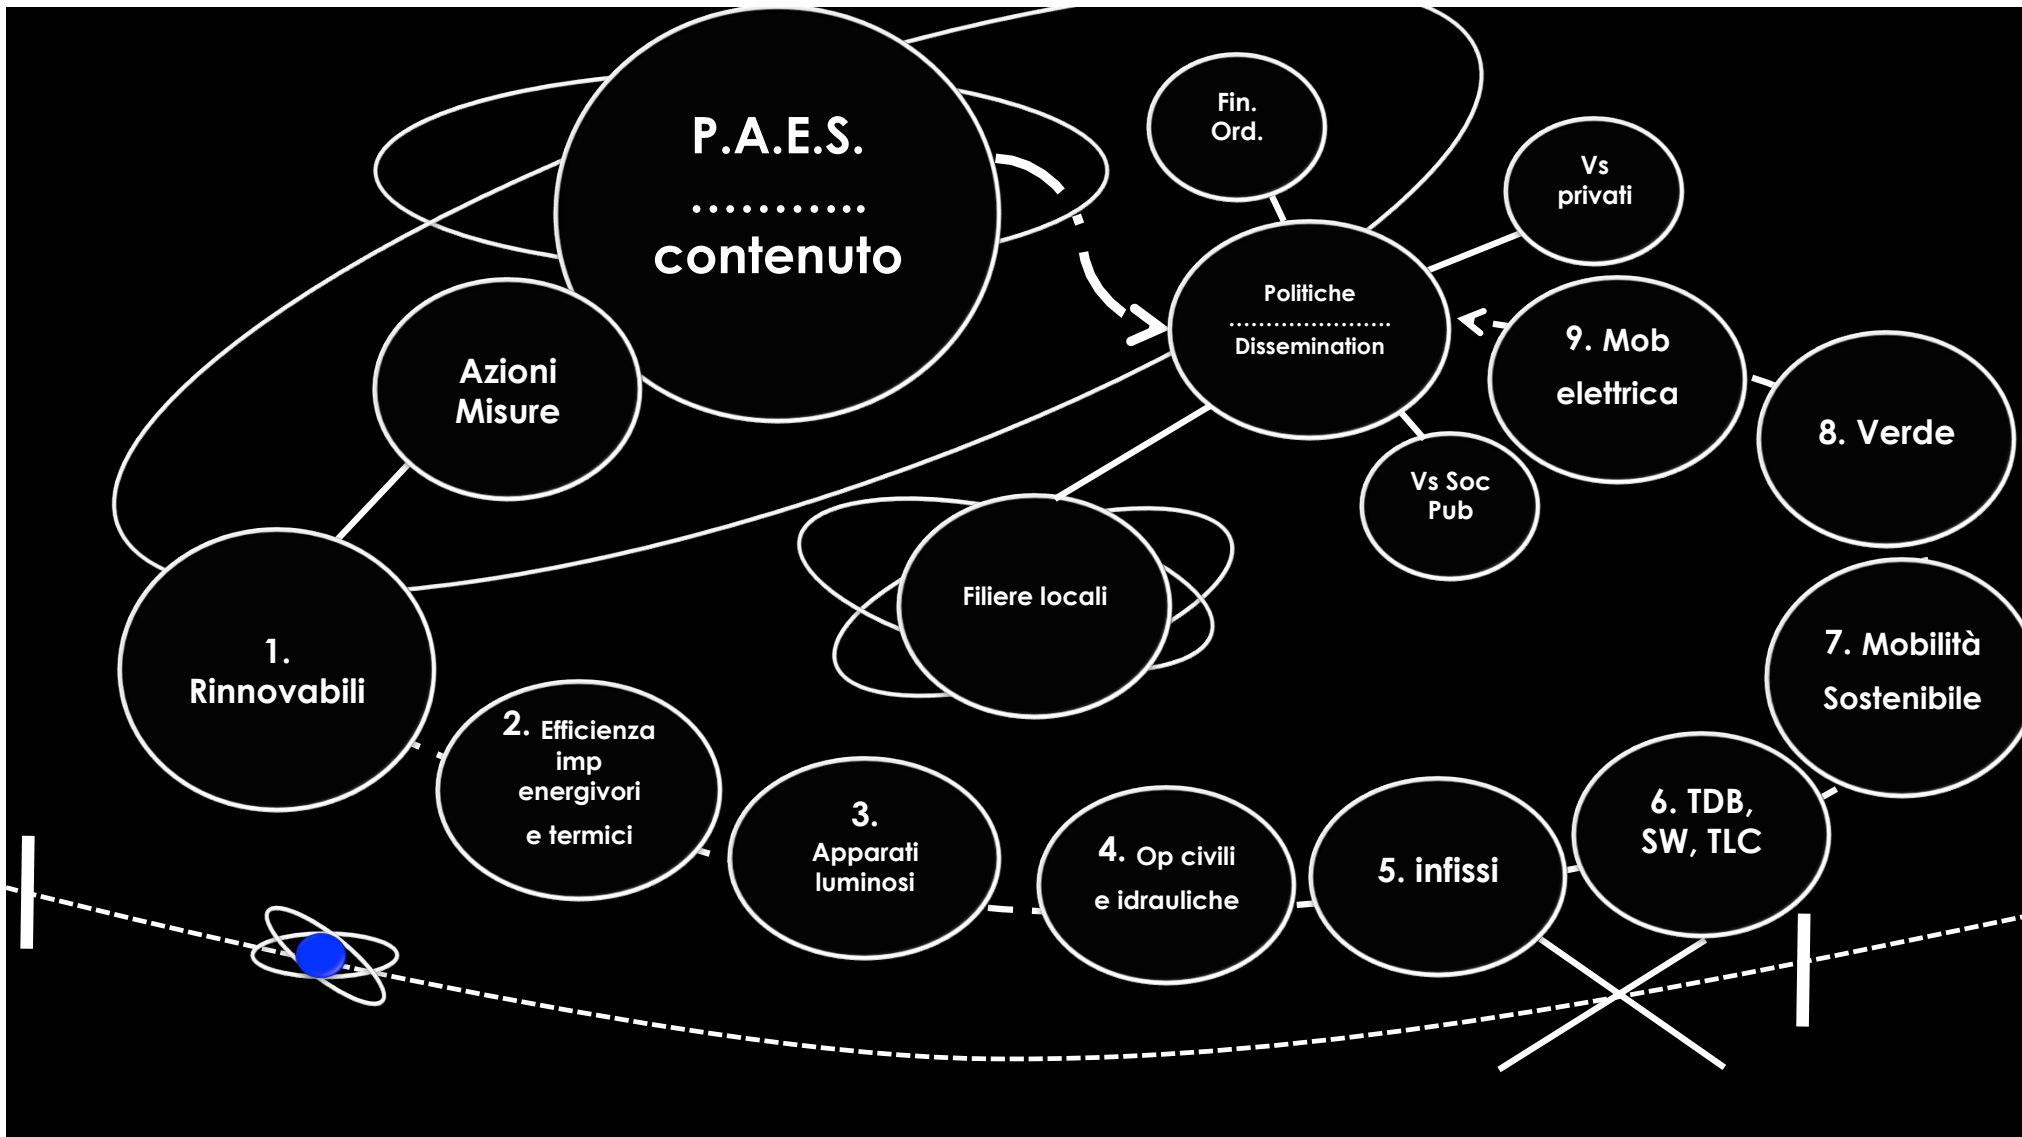 P.A.E.S.
………..
contenuto
Azioni
Misure
Fin.
Ord.
Vs
privati
Politiche
………………….
Dissemination
Vs Soc
Pub
Filiere locali
1.
Rinnovabili
2. Efficienza
imp
energivori
e termici
3.
Apparati
luminosi
4. Op civili
e idrauliche
5. infissi
6. TDB,
SW, TLC
7. Mobilità
Sostenibile
8. Verde
9. Mob
elettrica